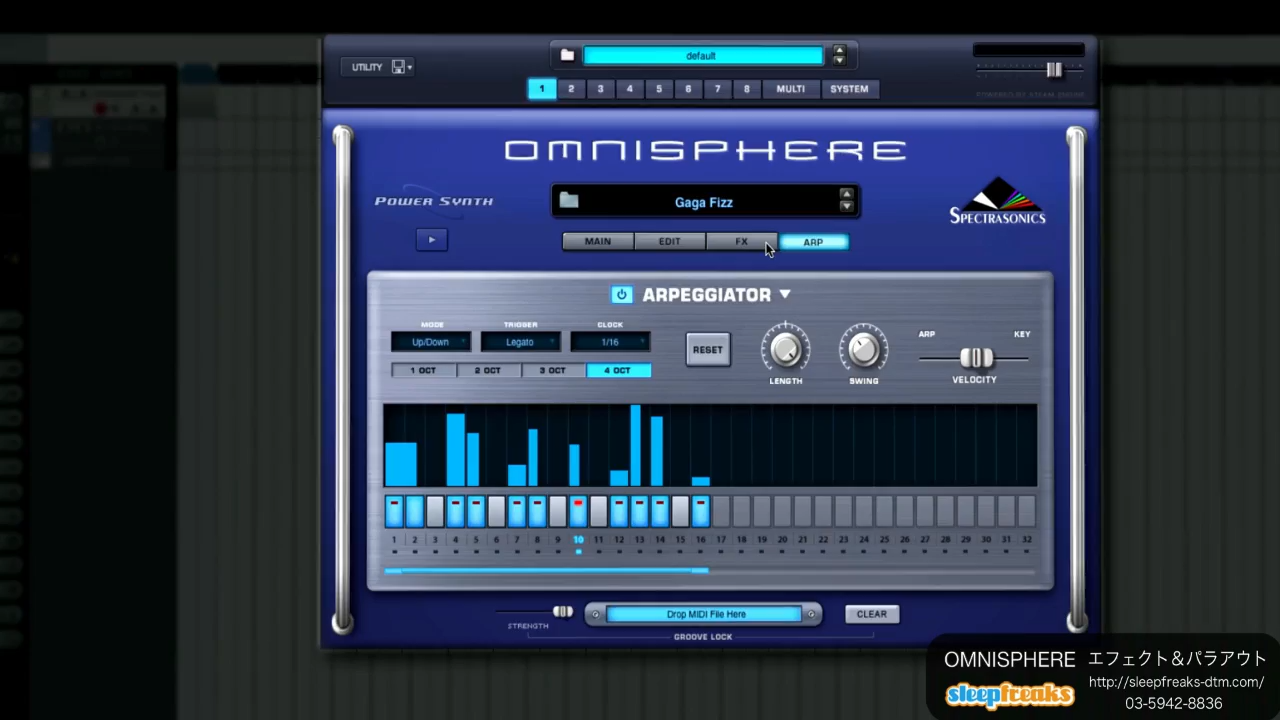 default
UTILITY
1 2 3 4 5 6 7 8 MULTI SYSTEM
OMNISPHERE
POWER SYNTH
Gaga Fizz
SPECTRASONICS
MAIN EDIT FX ARP
ARPEGGIATOR
MODE TRIGGER CLOCK
Up/Down Legato 1/16
RESET
ARP KEY
1 OCT 2 OCT 3 OCT 4 OCT
LENGTH SWING VELOCITY
1 2 3 4 5 6 7 8 9 10 11 12 13 14 15 16 17 18 19 20 21 22 23 24 25 26 27 28 29 30 31 32
STRENGTH
Drop MIDI File Here
CLEAR
GROOVE LOCK
OMNISPHERE エフェクト&パラアウト
sleepfreaks
http://sleepfreaks-dtm.com/
03-5942-8836